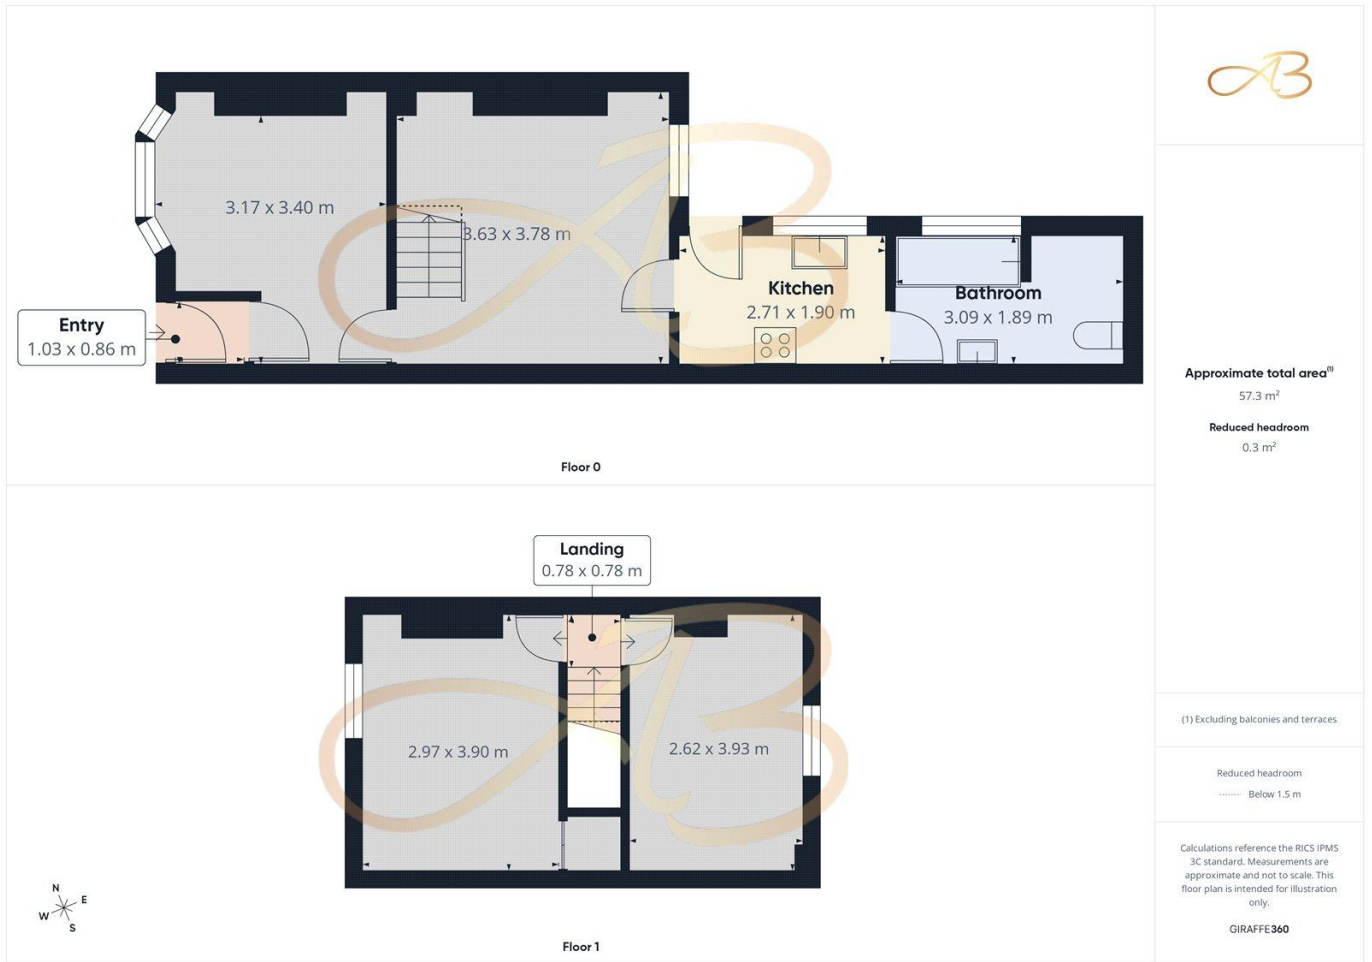 AB
3.17 x 3.40 m
3.63 x 3.78 m
Kitchen
2.71 x 1.90 m
Bathroom
3.09 x 1.89 m
Entry
1.03 x 0.86 m
Floor 0
Landing
0.78 x 0.78 m
2.97 x 3.90 m
2.62 x 3.93 m
N
E
W
S
Floor 1
Approximate total area(1)
57.3 m²
Reduced headroom
0.3 m²
(1) Excluding balconies and terraces
Reduced headroom
Below 1.5 m
Calculations reference the RICS IPMS
3C standard. Measurements are
approximate and not to scale. This
floor plan is intended for illustration
only.
GIRAFFE360